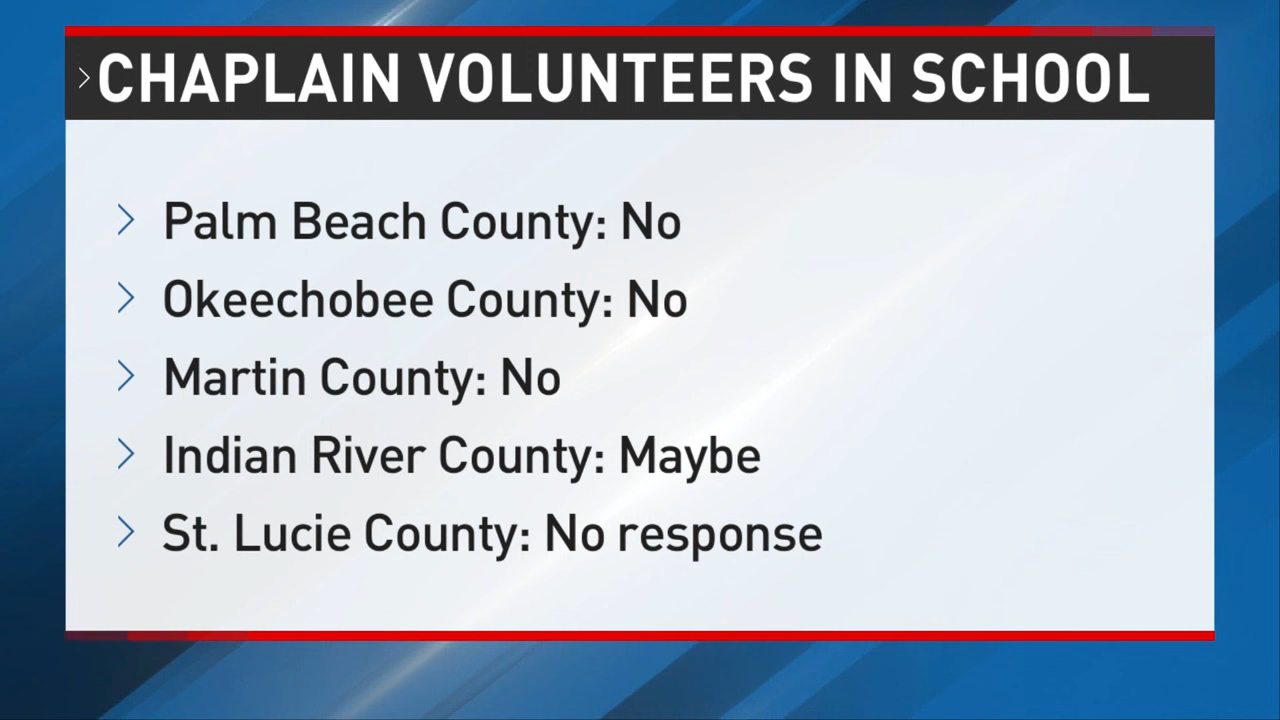 CHAPLAIN VOLUNTEERS IN SCHOOL
Palm Beach County: No
Okeechobee County: No
Martin County: No
Indian River County: Maybe
St. Lucie County: No response